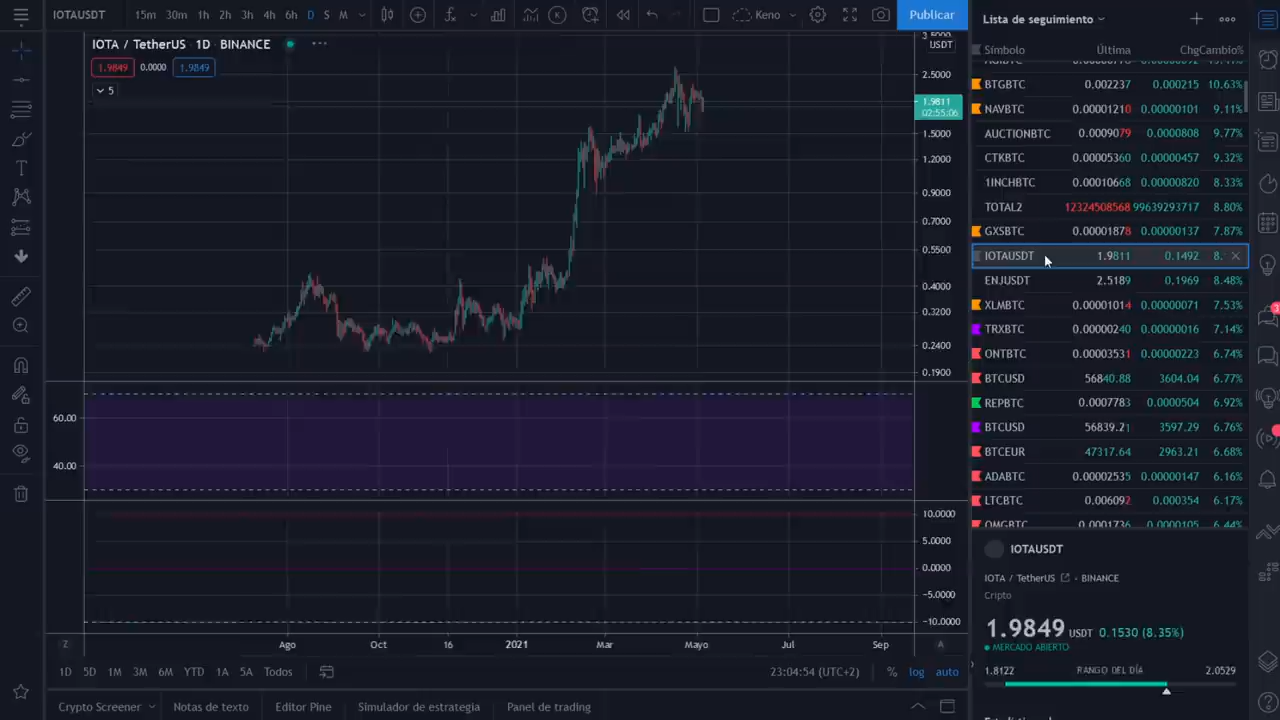 IOTAUSDT 15m 30m 1h 2h 3h 4h 6h D S M Keno Publicar
Lista de seguimiento
IOTA / TetherUS 1D · BINANCE
1.9849 0.0000 1.9849
5
3.5000
USDT
2.5000
1.9811
02:55:06
1.5000
1.2000
0.9000
0.7000
0.5500
0.4000
0.3200
0.2400
0.1900
60.00
40.00
10.0000
5.0000
0.0000
−5.0000
−10.0000
Z Ago Oct 16 2021 Mar Mayo Jul Sep A
1D 5D 1M 3M 6M YTD 1A 5A Todos 23:04:54 (UTC+2) % log auto
Crypto Screener Notas de texto Editor Pine Simulador de estrategia Panel de trading
Símbolo Última ChgCambio%
BTGBTC 0.002237 0.000215 10.63%
NAVBTC 0.00001210 0.00000101 9.11%
AUCTIONBTC 0.0009079 0.0000808 9.77%
CTKBTC 0.00005360 0.00000457 9.32%
1INCHBTC 0.00010668 0.00000820 8.33%
TOTAL2 12324508568 99639293717 8.80%
GXSBTC 0.00001878 0.00000137 7.87%
IOTAUSDT 1.9811 0.1492 8.
ENJUSDT 2.5189 0.1969 8.48%
XLMBTC 0.00001014 0.00000071 7.53%
TRXBTC 0.00000240 0.00000016 7.14%
ONTBTC 0.00003531 0.00000223 6.74%
BTCUSD 56840.88 3604.04 6.77%
REPBTC 0.0007783 0.0000504 6.92%
BTCUSD 56839.21 3597.29 6.76%
BTCEUR 47317.64 2963.21 6.68%
ADABTC 0.00002535 0.00000147 6.16%
LTCBTC 0.006092 0.000354 6.17%
OMGBTC 0.0001736 0.0000105 6.44%
IOTAUSDT
IOTA / TetherUS · BINANCE
Cripto
1.9849 USDT 0.1530 (8.35%)
MERCADO ABIERTO
1.8122 RANGO DEL DÍA 2.0529